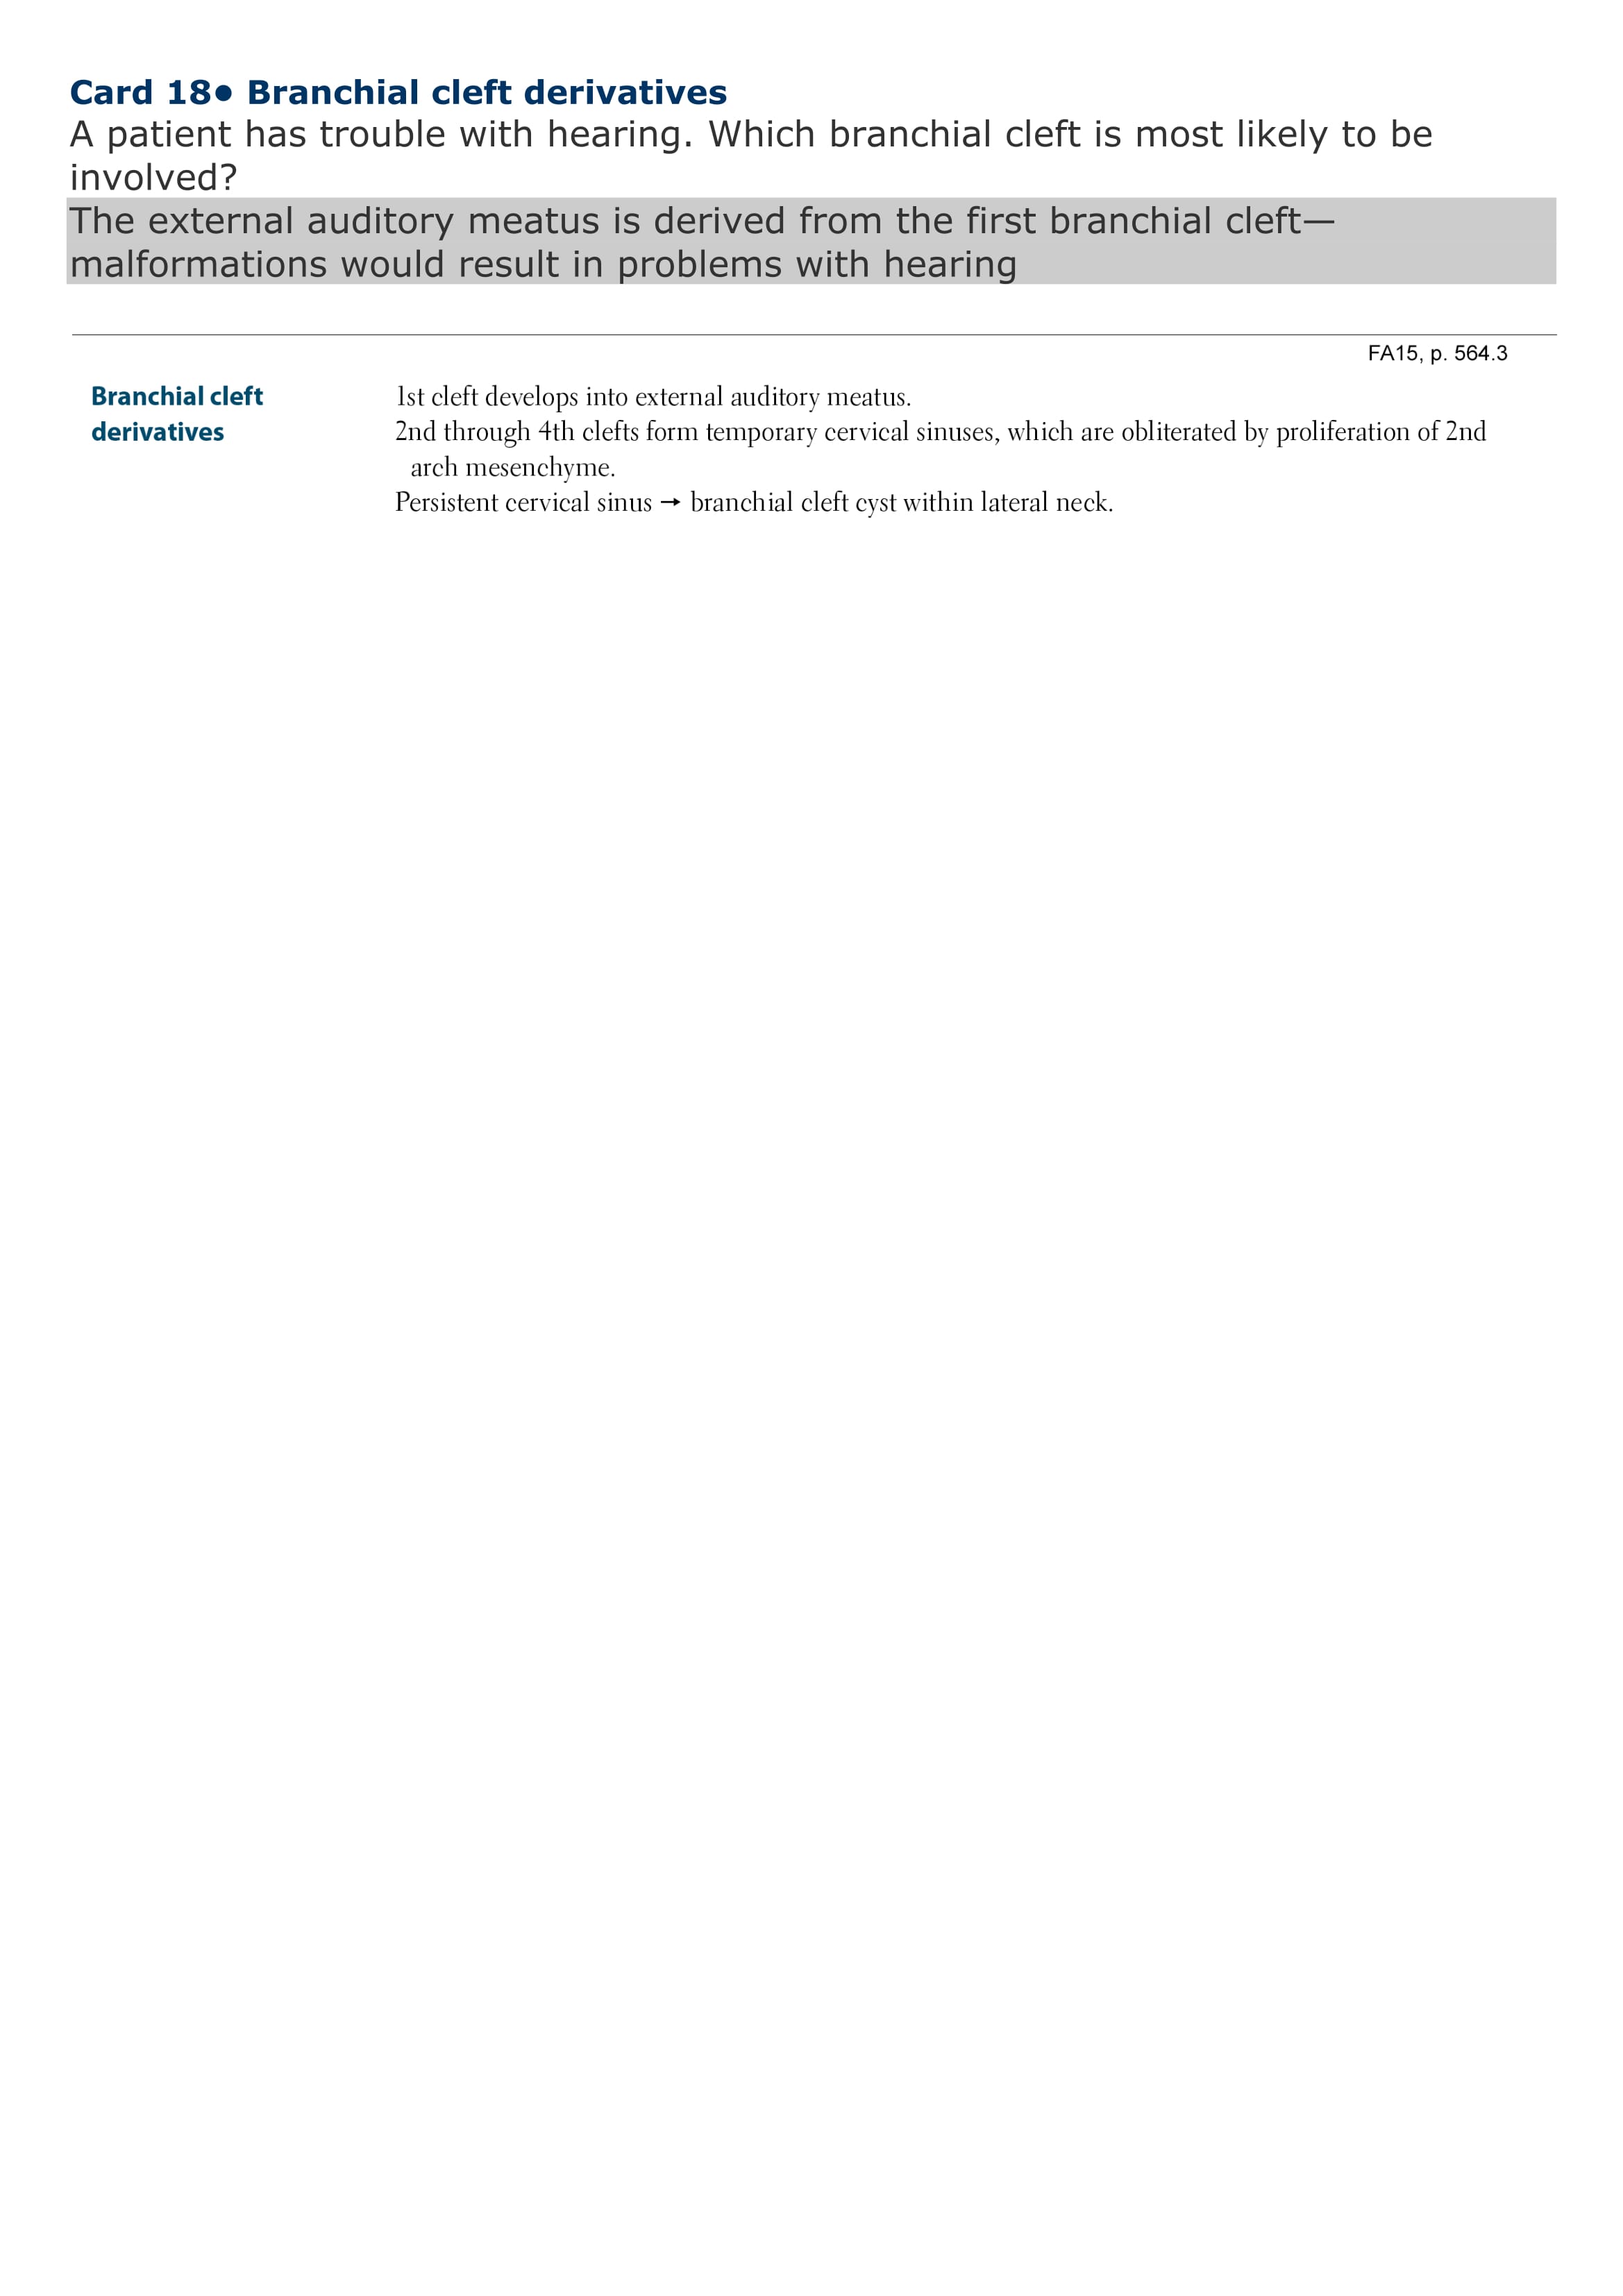 Card 18● Branchial cleft derivatives
A patient has trouble with hearing. Which branchial cleft is most likely to be
involved?
The external auditory meatus is derived from the first branchial cleft—
malformations would result in problems with hearing
FA15, p. 564.3
Branchial cleft
derivatives
1st cleft develops into external auditory meatus.
2nd through 4th clefts form temporary cervical sinuses, which are obliterated by proliferation of 2nd
arch mesenchyme.
Persistent cervical sinus → branchial cleft cyst within lateral neck.